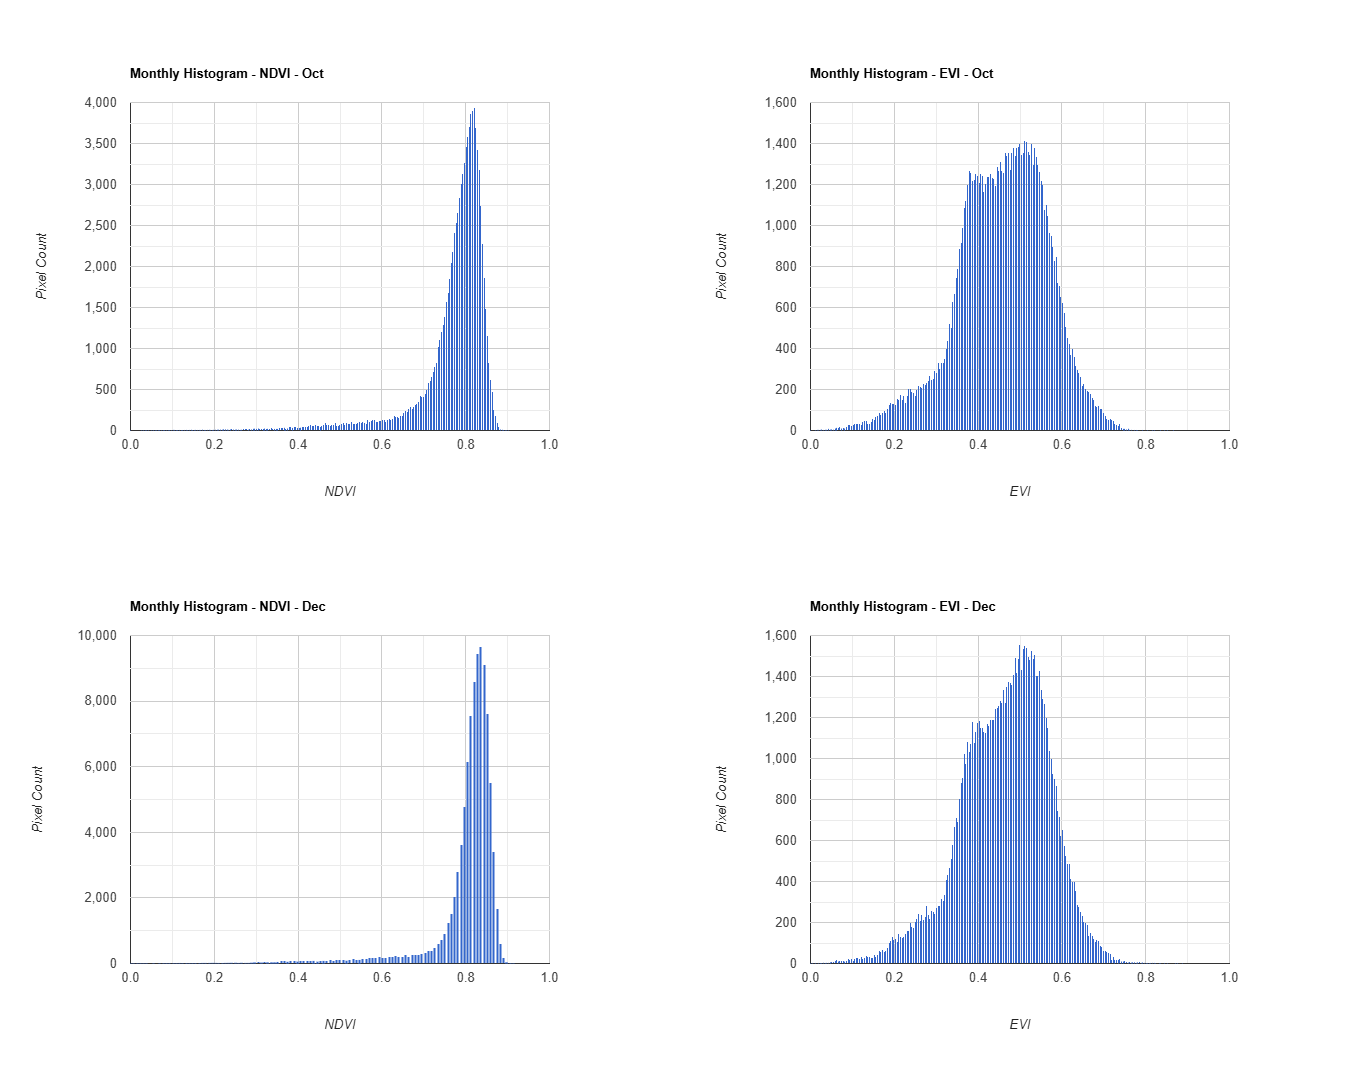 Monthly Histogram - NDVI - Oct
4,000
3,500
3,000
2,500
2,000
1,500
1,000
500
0
0.0 0.2 0.4 0.6 0.8 1.0
Pixel Count
NDVI
Monthly Histogram - EVI - Oct
1,600
1,400
1,200
1,000
800
600
400
200
0
0.0 0.2 0.4 0.6 0.8 1.0
Pixel Count
EVI
Monthly Histogram - NDVI - Dec
10,000
8,000
6,000
4,000
2,000
0
0.0 0.2 0.4 0.6 0.8 1.0
Pixel Count
NDVI
Monthly Histogram - EVI - Dec
1,600
1,400
1,200
1,000
800
600
400
200
0
0.0 0.2 0.4 0.6 0.8 1.0
Pixel Count
EVI